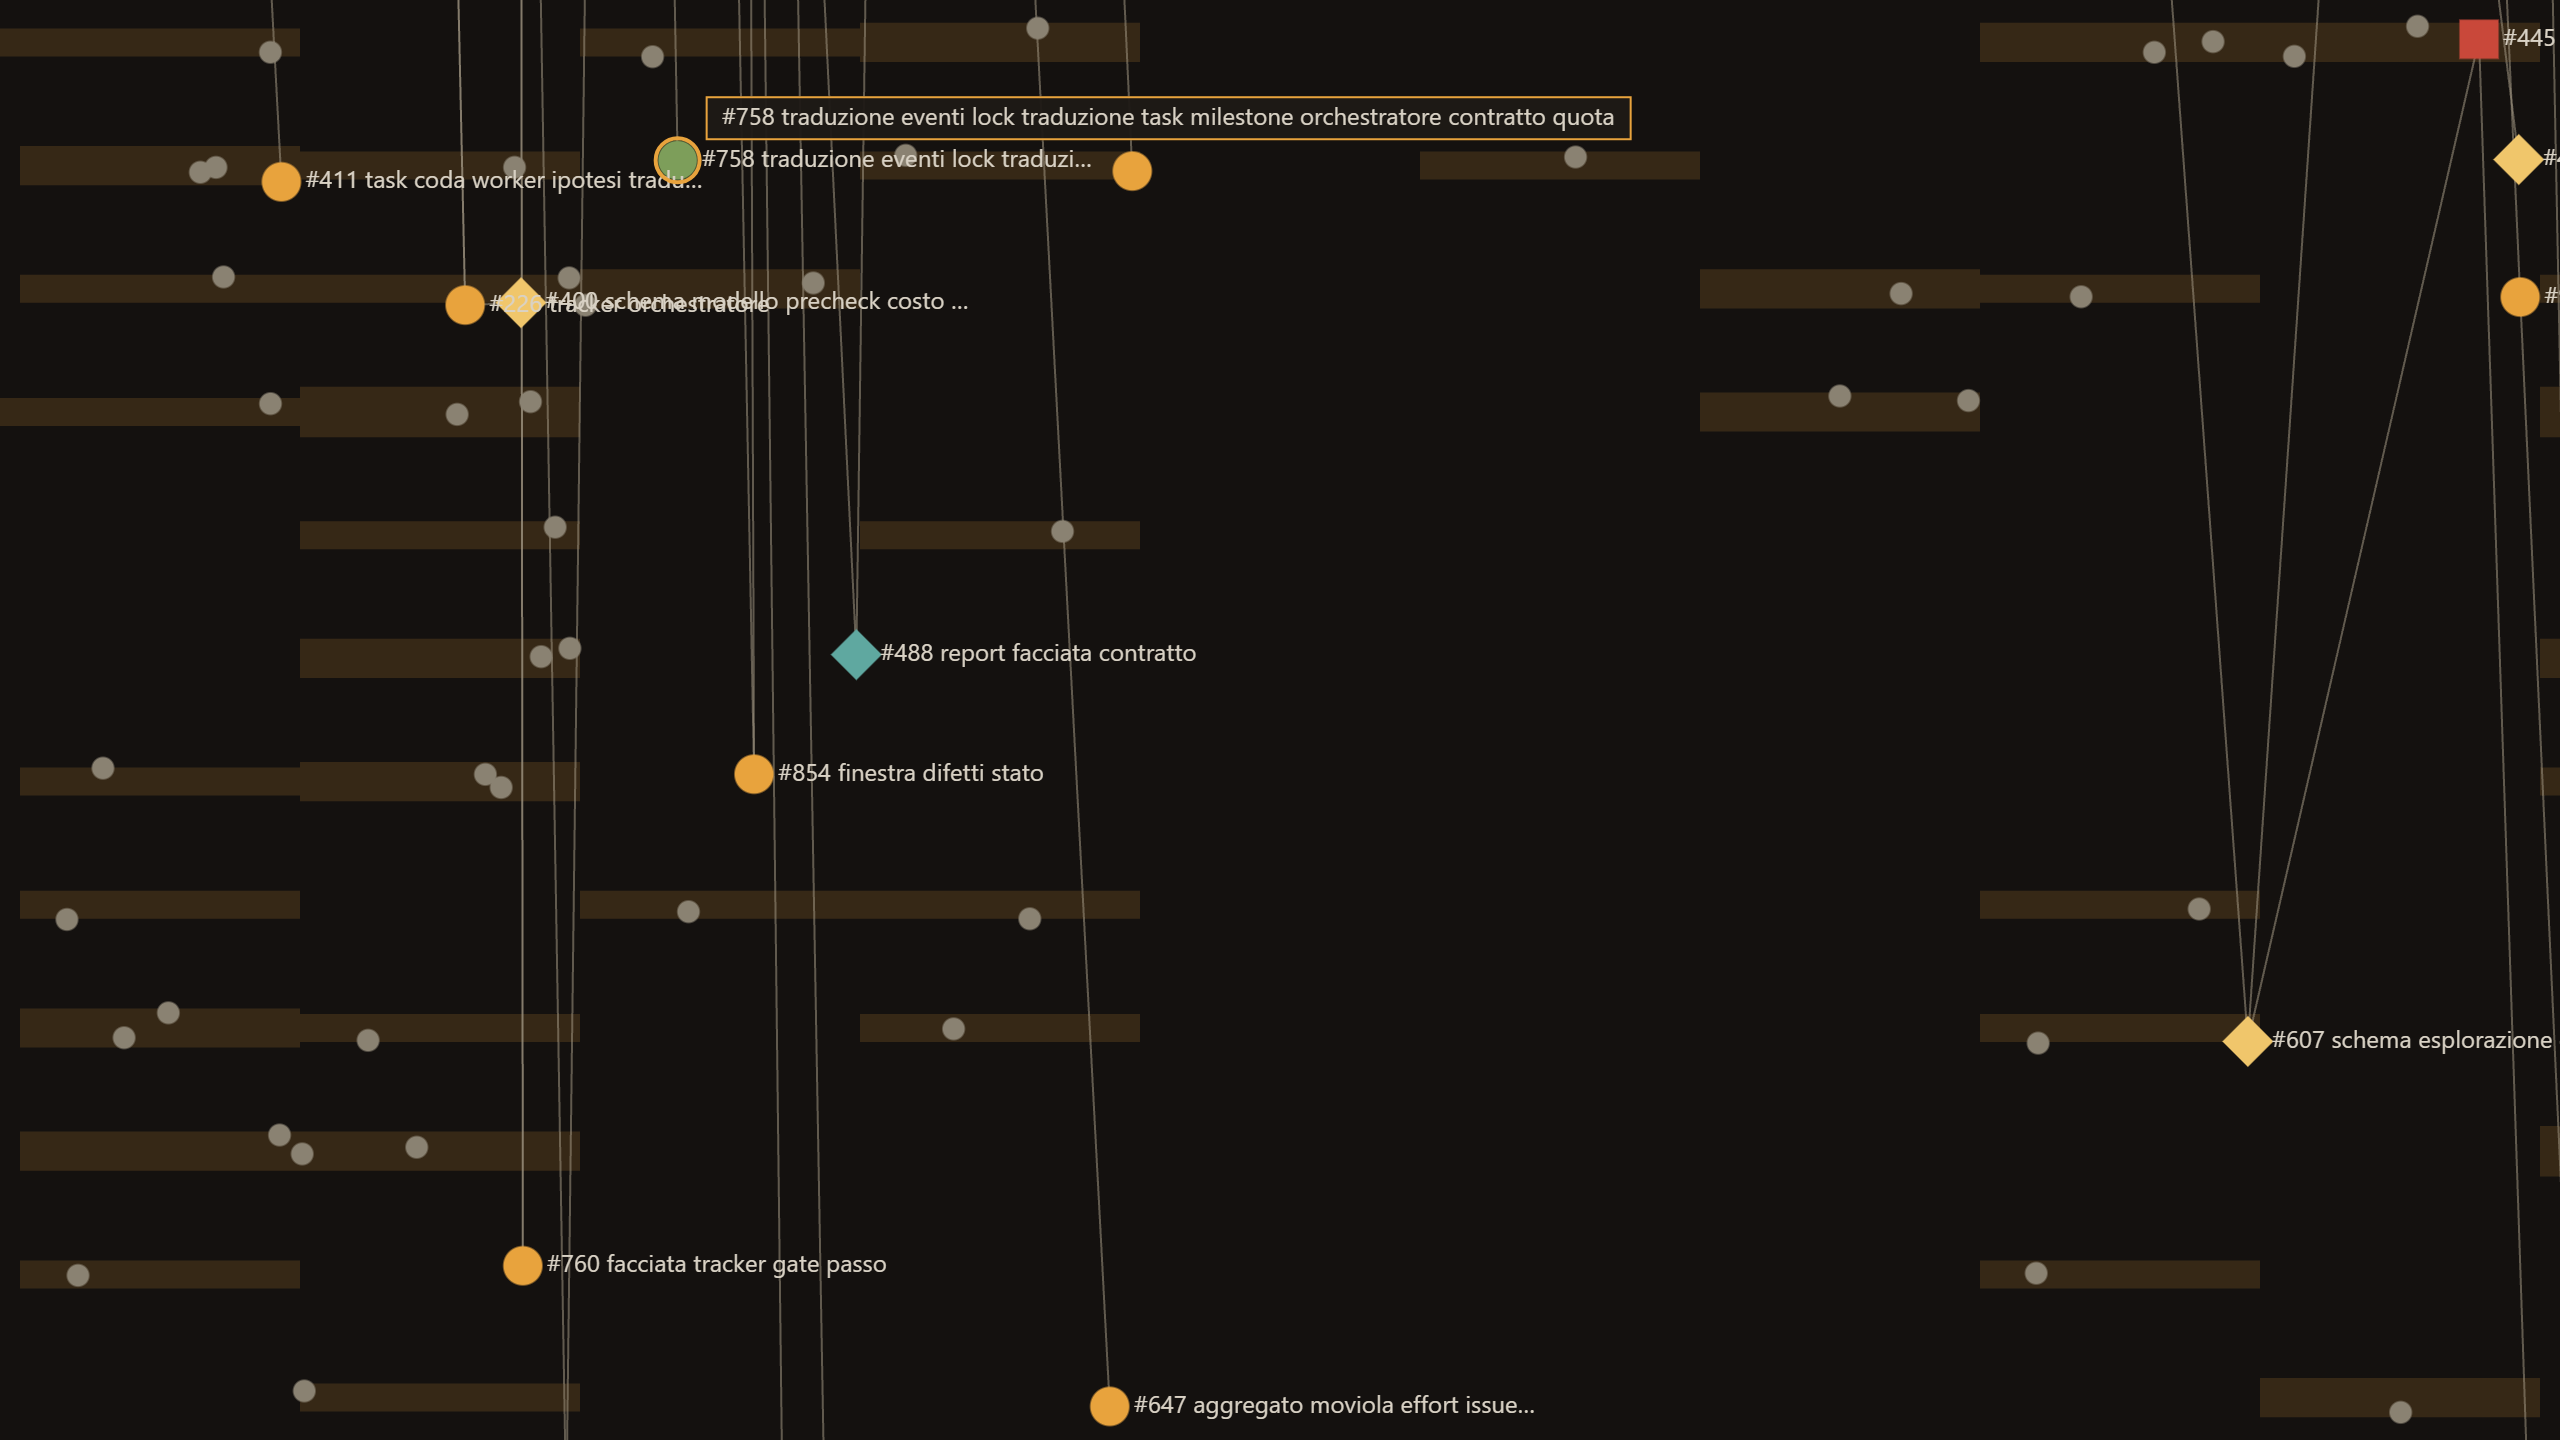 #445
#758 traduzione eventi lock traduzione task milestone orchestratore contratto quota
#758 traduzione eventi lock traduzi...
#411 task coda worker ipotesi tradu...
#226 tracker orchestratore
#400 schema modello precheck costo ...
#488 report facciata contratto
#854 finestra difetti stato
#607 schema esplorazione
#760 facciata tracker gate passo
#647 aggregato moviola effort issue...